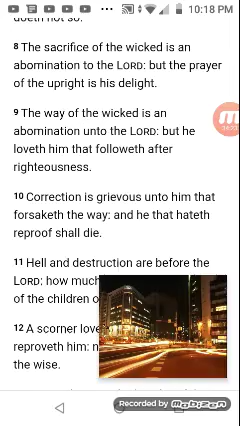 10:18 PM
doeth not so.
8 The sacrifice of the wicked is an
abomination to the LORD: but the prayer
of the upright is his delight.
9 The way of the wicked is an
abomination unto the LORD: but he
loveth him that followeth after
righteousness.
10 Correction is grievous unto him that
forsaketh the way: and he that hateth
reproof shall die.
11 Hell and destruction are before the
LORD: how much
of the children o
12 A scorner love
reproveth him: n
the wise.
Recorded by mobizen